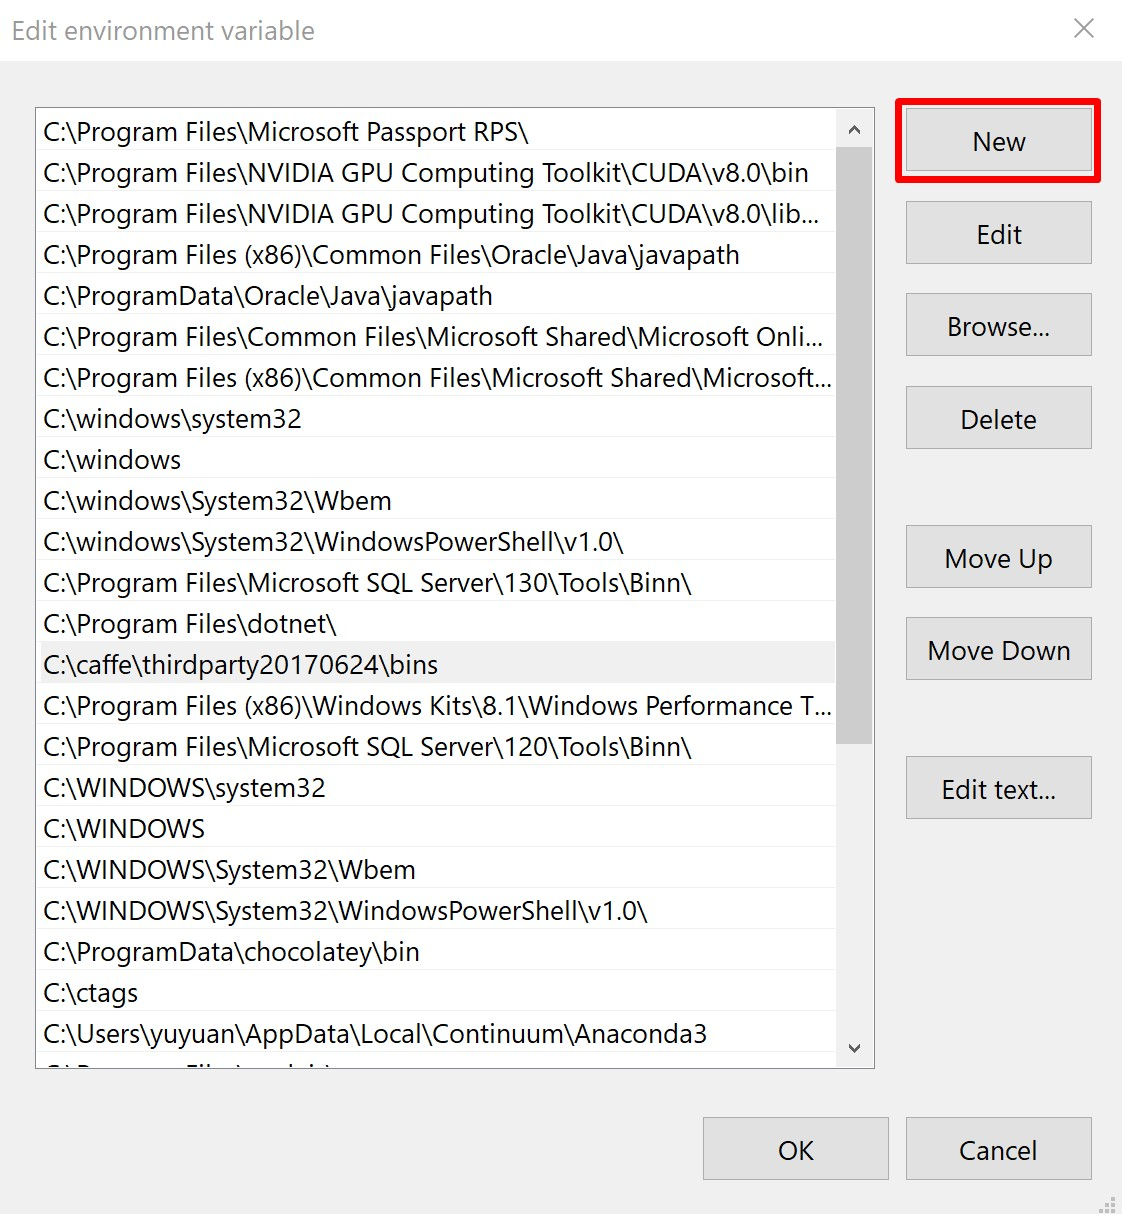 Edit environment variable
C:\Program Files\Microsoft Passport RPS\
C:\Program Files\NVIDIA GPU Computing Toolkit\CUDA\v8.0\bin
C:\Program Files\NVIDIA GPU Computing Toolkit\CUDA\v8.0\lib...
C:\Program Files (x86)\Common Files\Oracle\Java\javapath
C:\ProgramData\Oracle\Java\javapath
C:\Program Files\Common Files\Microsoft Shared\Microsoft Onli...
C:\Program Files (x86)\Common Files\Microsoft Shared\Microsoft...
C:\windows\system32
C:\windows
C:\windows\System32\Wbem
C:\windows\System32\WindowsPowerShell\v1.0\
C:\Program Files\Microsoft SQL Server\130\Tools\Binn\
C:\Program Files\dotnet\
C:\caffe\thirdparty20170624\bins
C:\Program Files (x86)\Windows Kits\8.1\Windows Performance T...
C:\Program Files\Microsoft SQL Server\120\Tools\Binn\
C:\WINDOWS\system32
C:\WINDOWS
C:\WINDOWS\System32\Wbem
C:\WINDOWS\System32\WindowsPowerShell\v1.0\
C:\ProgramData\chocolatey\bin
C:\ctags
C:\Users\yuyuan\AppData\Local\Continuum\Anaconda3
New
Edit
Browse...
Delete
Move Up
Move Down
Edit text...
OK
Cancel